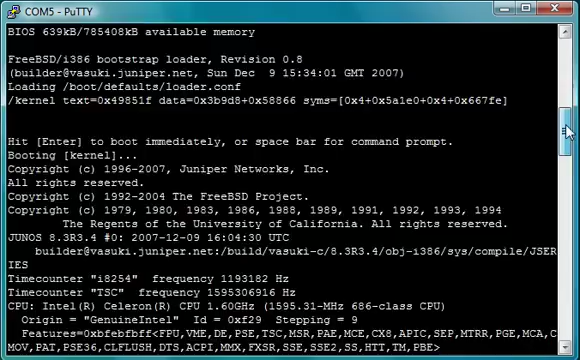 COM5 - PuTTY
BIOS 639kB/785408kB available memory
FreeBSD/i386 bootstrap loader, Revision 0.8
(builder@vasuki.juniper.net, Sun Dec  9 15:34:01 2007)
Loading /boot/defaults/loader.conf
/kernel text=0x49851f data=0x3b9d8+0x58866 syms=[0x4+0x5a1e0+0x4+0x667fe]
Hit [Enter] to boot immediately, or space bar for command prompt.
Booting [kernel]...
Copyright (c) 1996-2007, Juniper Networks, Inc.
All rights reserved.
Copyright (c) 1992-2004 The FreeBSD Project.
Copyright (c) 1979, 1980, 1983, 1986, 1988, 1989, 1991, 1992, 1993, 1994
The Regents of the University of California. All rights reserved.
JUNOS 8.3R3.4 #0: 2007-12-09 16:04:30 UTC
builder@vasuki.juniper.net:/build/vasuki-c/8.3R3.4/obj-i386/sys/compile/JSER
IES
Timecounter "i8254"  frequency 1193182 Hz
Timecounter "TSC"  frequency 1595306916 Hz
CPU: Intel(R) Celeron(R) CPU 1.60GHz (1595.31-MHz 686-class CPU)
Origin = "GenuineIntel"  Id = 0xf29  Stepping = 9
Features=0xbfebfbff<FPU,VME,DE,PSE,TSC,MSR,PAE,MCE,CX8,APIC,SEP,MTRR,PGE,MCA,C
MOV,PAT,PSE36,CLFLUSH,DTS,ACPI,MMX,FXSR,SSE,SSE2,SS,HTT,TM,PBE>